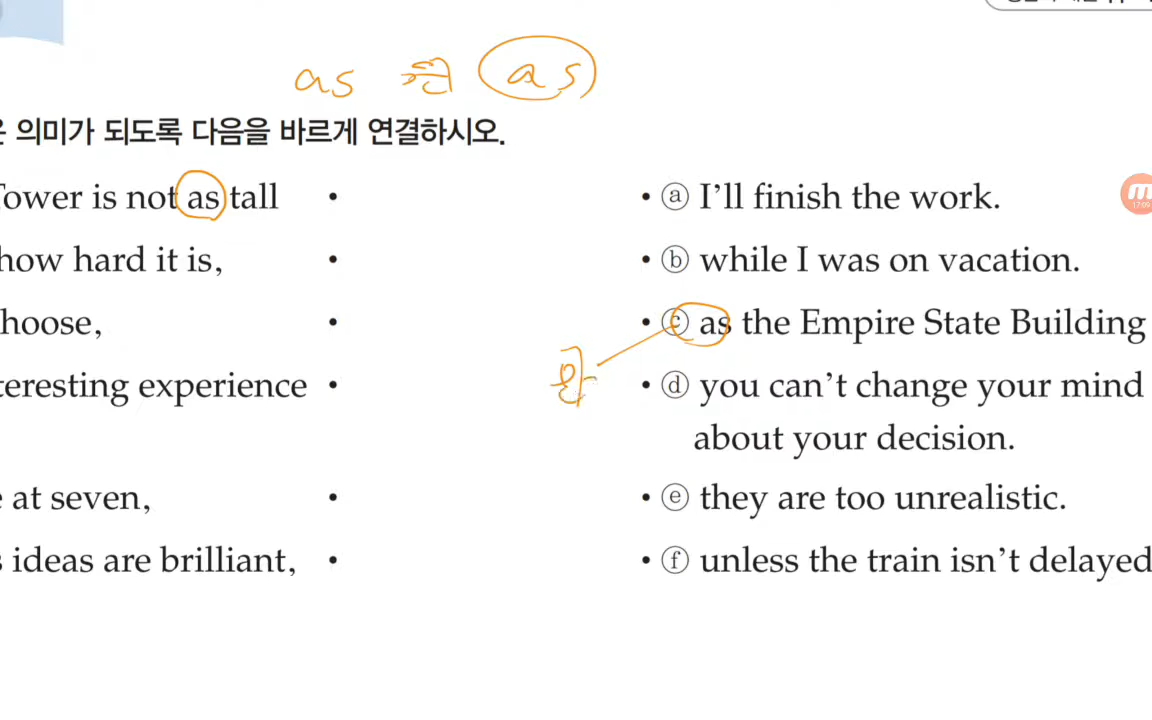 as 원 as
의미가 되도록 다음을 바르게 연결하시오.
Tower is not as tall • • ⓐ I'll finish the work.
how hard it is, • • ⓑ while I was on vacation.
hoose, • • ⓒ as the Empire State Building
teresting experience • • ⓓ you can't change your mind
about your decision.
e at seven, • • ⓔ they are too unrealistic.
s ideas are brilliant, • • ⓕ unless the train isn't delayed
17:09